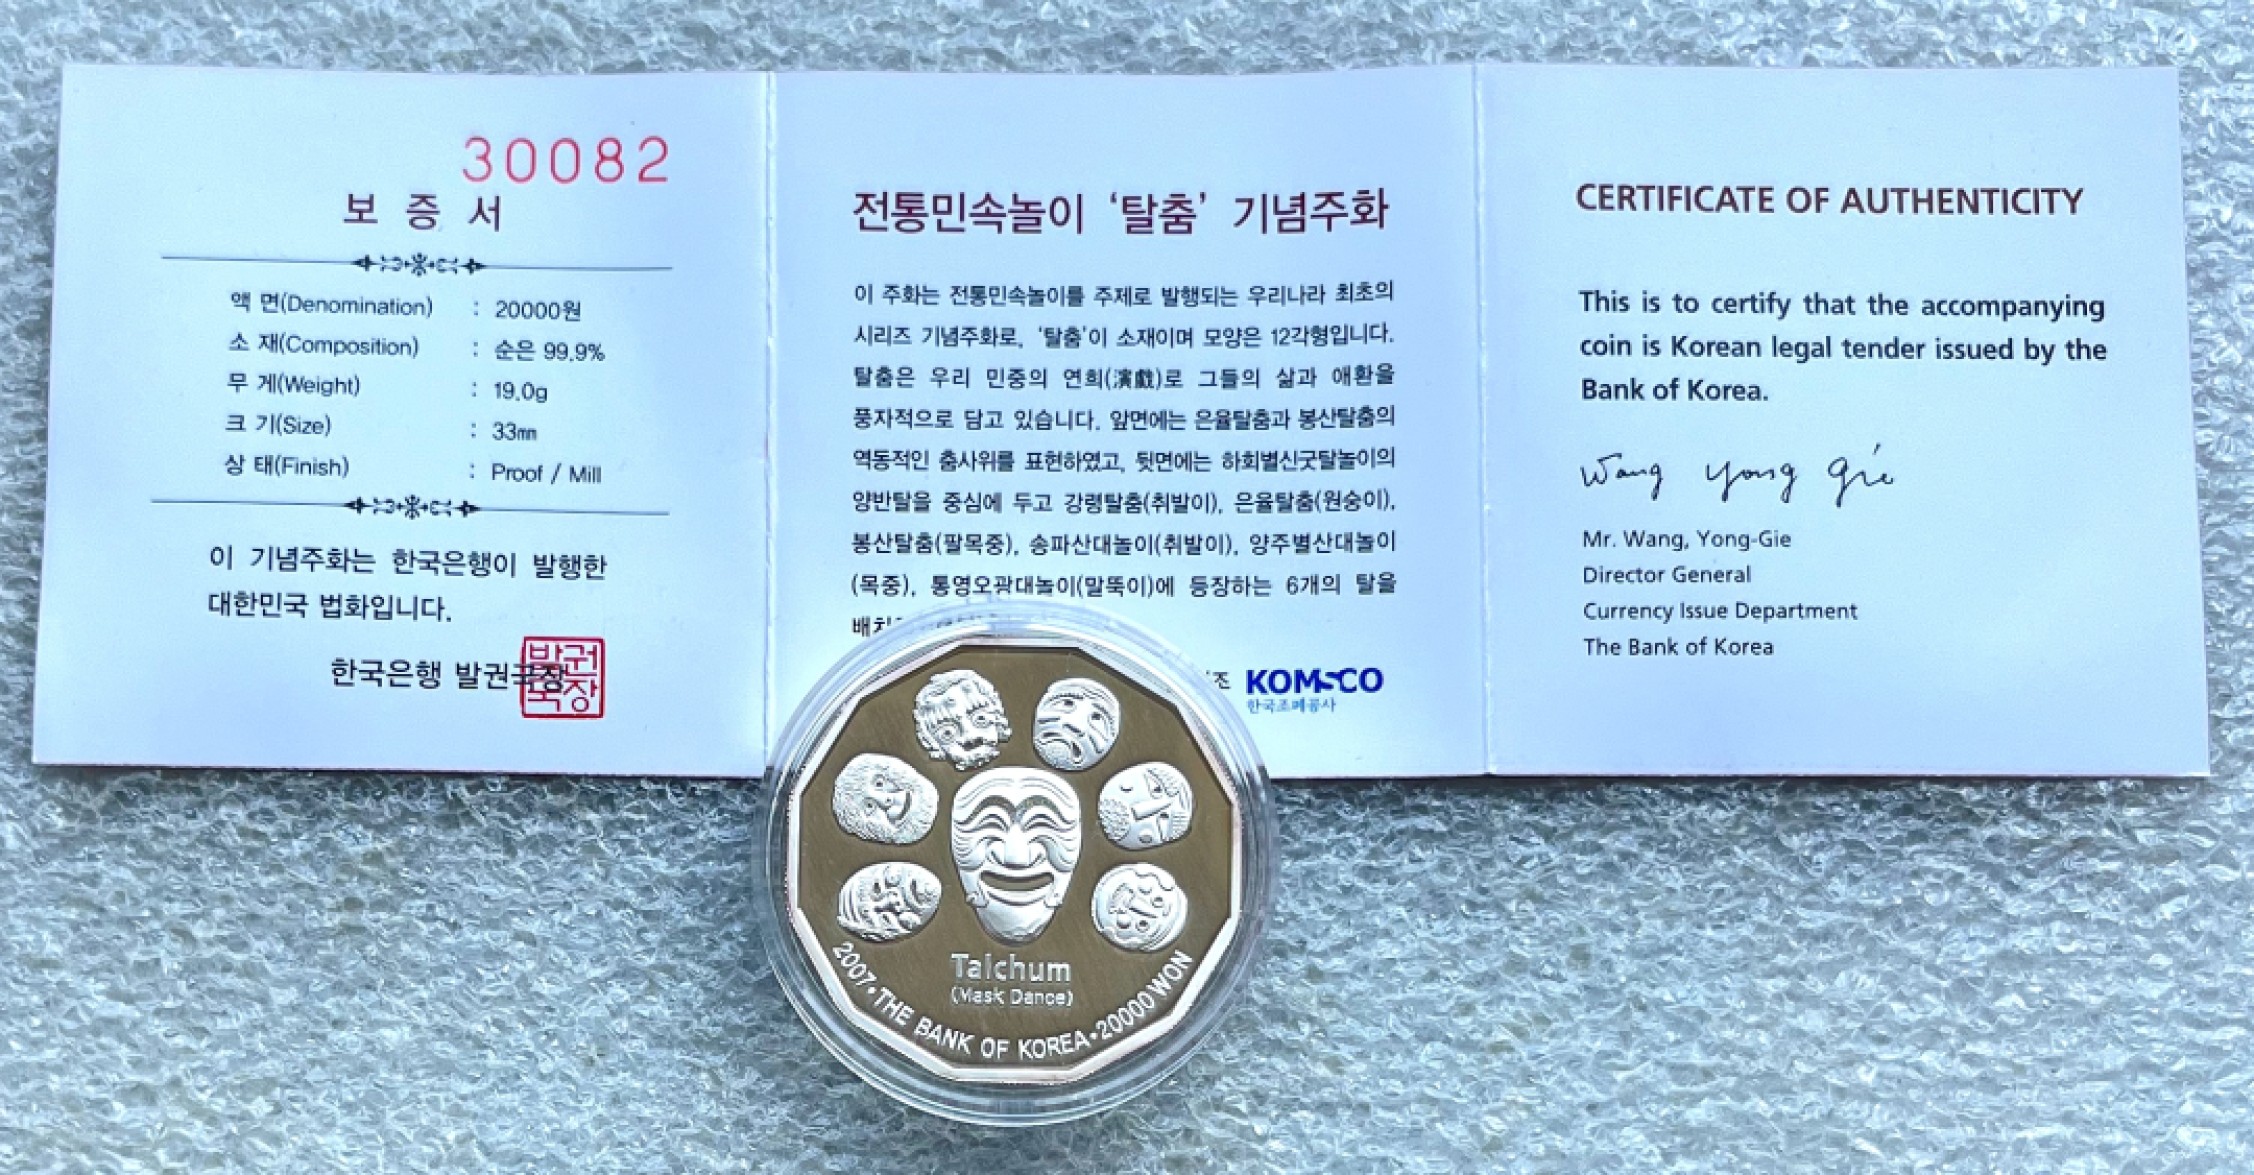 30082
보 증 서
액 면(Denomination) : 20000원
소 재(Composition) : 순은 99.9%
무 게(Weight) : 19.0g
크 기(Size) : 33㎜
상 태(Finish) : Proof / Mill
이 기념주화는 한국은행이 발행한
대한민국 법화입니다.
한국은행 발권국장
발권
국장
전통민속놀이 ‘탈춤’ 기념주화
이 주화는 전통민속놀이를 주제로 발행되는 우리나라 최초의
시리즈 기념주화로, ‘탈춤’이 소재이며 모양은 12각형입니다.
탈춤은 우리 민중의 연희(演戱)로 그들의 삶과 애환을
풍자적으로 담고 있습니다. 앞면에는 은율탈춤과 봉산탈춤의
역동적인 춤사위를 표현하였고, 뒷면에는 하회별신굿탈놀이의
양반탈을 중심에 두고 강령탈춤(취발이), 은율탈춤(원숭이),
봉산탈춤(팔목중), 송파산대놀이(취발이), 양주별산대놀이
(목중), 통영오광대놀이(말뚝이)에 등장하는 6개의 탈을
KOMSCO
한국조폐공사
CERTIFICATE OF AUTHENTICITY
This is to certify that the accompanying
coin is Korean legal tender issued by the
Bank of Korea.
Wang Yong Gie
Mr. Wang, Yong-Gie
Director General
Currency Issue Department
The Bank of Korea
Talchum
(Mask Dance)
2007•THE BANK OF KOREA•20000 WON